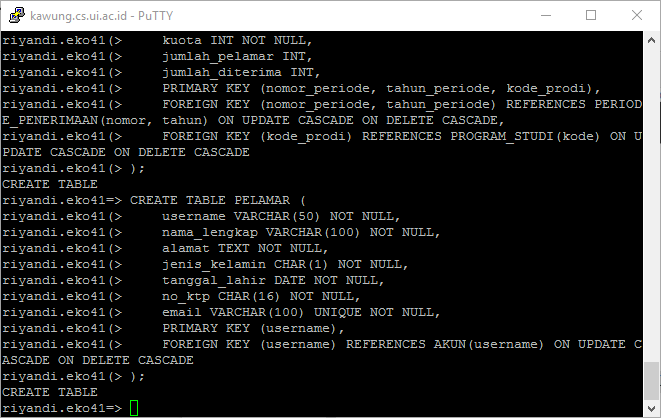 kawung.cs.ui.ac.id - PuTTY
riyandi.eko41(>     kuota INT NOT NULL,
riyandi.eko41(>     jumlah_pelamar INT,
riyandi.eko41(>     jumlah_diterima INT,
riyandi.eko41(>     PRIMARY KEY (nomor_periode, tahun_periode, kode_prodi),
riyandi.eko41(>     FOREIGN KEY (nomor_periode, tahun_periode) REFERENCES PERIOD
E_PENERIMAAN(nomor, tahun) ON UPDATE CASCADE ON DELETE CASCADE,
riyandi.eko41(>     FOREIGN KEY (kode_prodi) REFERENCES PROGRAM_STUDI(kode) ON U
PDATE CASCADE ON DELETE CASCADE
riyandi.eko41(> );
CREATE TABLE
riyandi.eko41=> CREATE TABLE PELAMAR (
riyandi.eko41(>     username VARCHAR(50) NOT NULL,
riyandi.eko41(>     nama_lengkap VARCHAR(100) NOT NULL,
riyandi.eko41(>     alamat TEXT NOT NULL,
riyandi.eko41(>     jenis_kelamin CHAR(1) NOT NULL,
riyandi.eko41(>     tanggal_lahir DATE NOT NULL,
riyandi.eko41(>     no_ktp CHAR(16) NOT NULL,
riyandi.eko41(>     email VARCHAR(100) UNIQUE NOT NULL,
riyandi.eko41(>     PRIMARY KEY (username),
riyandi.eko41(>     FOREIGN KEY (username) REFERENCES AKUN(username) ON UPDATE C
ASCADE ON DELETE CASCADE
riyandi.eko41(> );
CREATE TABLE
riyandi.eko41=>